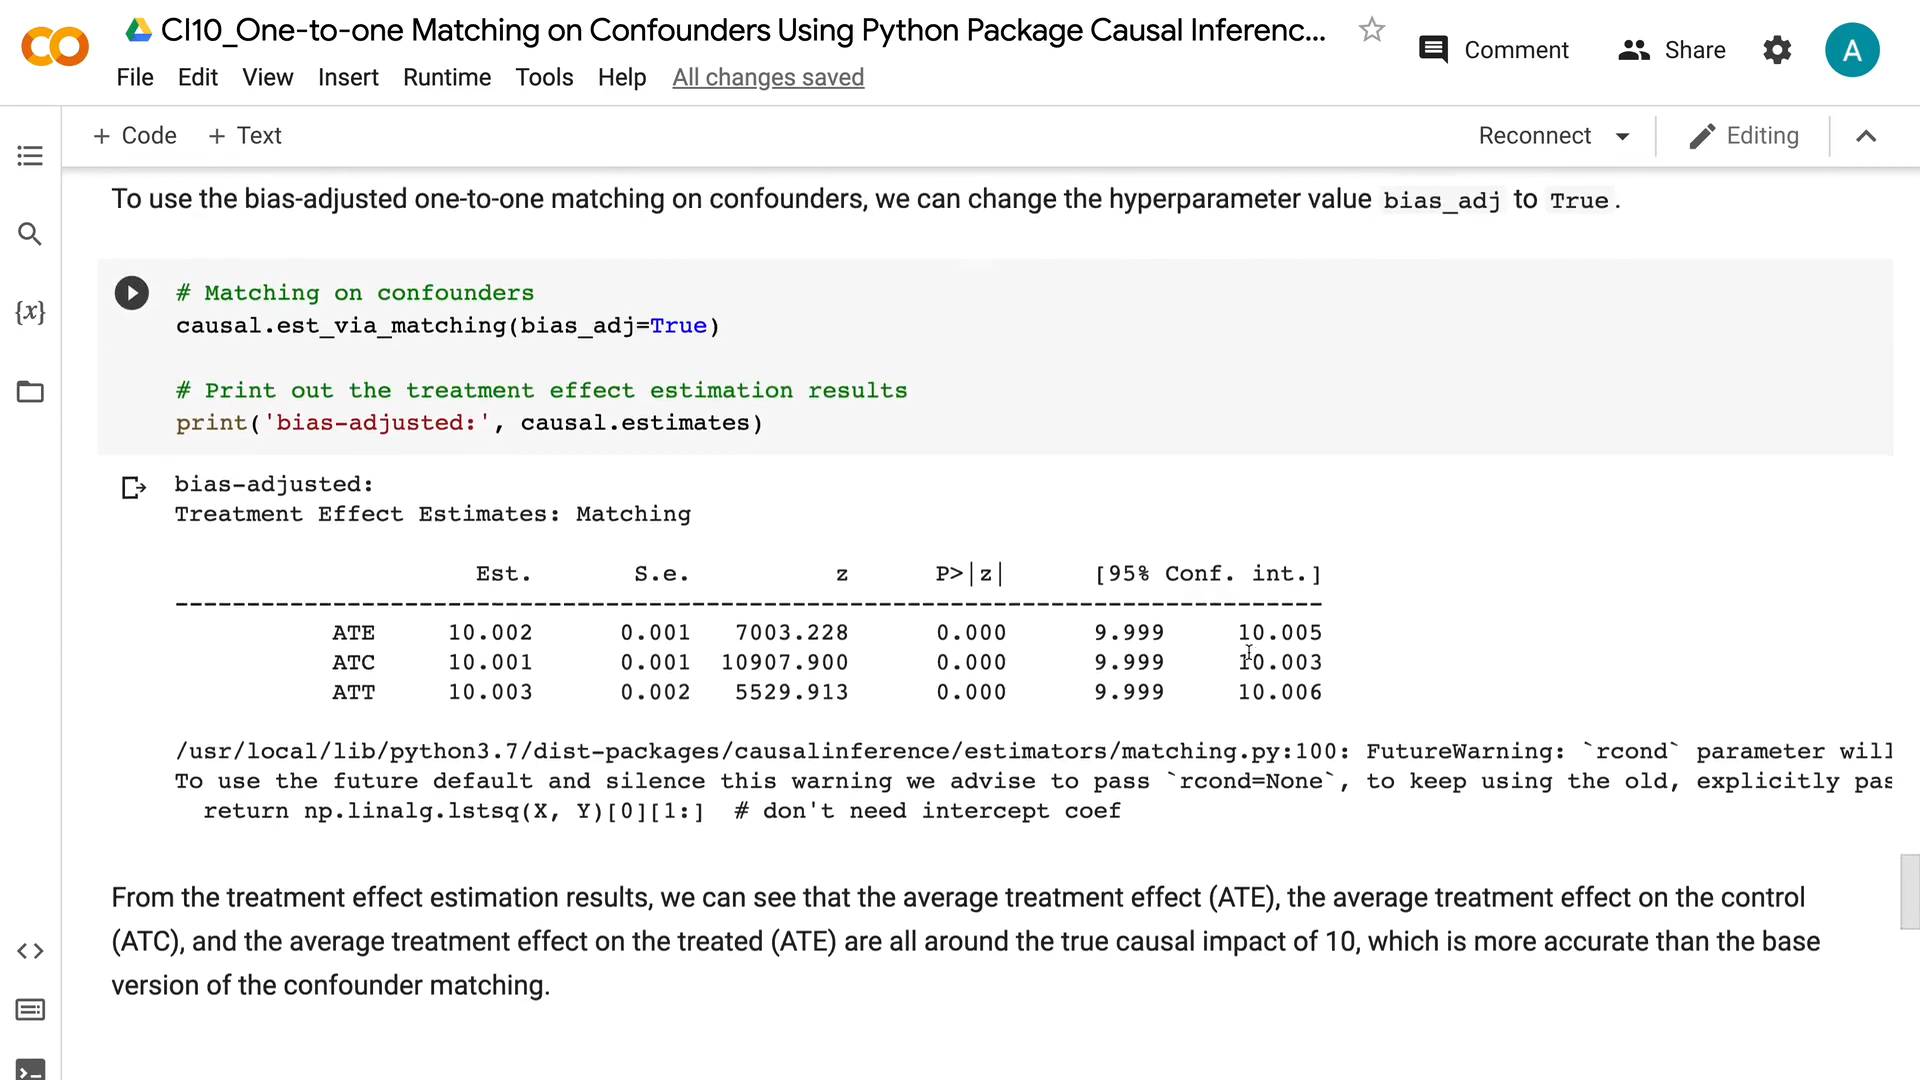 CI10_One-to-one Matching on Confounders Using Python Package Causal Inferenc...
Comment
Share
A
File Edit View Insert Runtime Tools Help All changes saved
+ Code + Text
Reconnect
Editing
To use the bias-adjusted one-to-one matching on confounders, we can change the hyperparameter value bias_adj to True.
{x}
# Matching on confounders
causal.est_via_matching(bias_adj=True)
# Print out the treatment effect estimation results
print('bias-adjusted:', causal.estimates)
bias-adjusted:
Treatment Effect Estimates: Matching
Est. S.e. z P>|z| [95% Conf. int.]
--------------------------------------------------------------------------------
ATE 10.002 0.001 7003.228 0.000 9.999 10.005
ATC 10.001 0.001 10907.900 0.000 9.999 10.003
ATT 10.003 0.002 5529.913 0.000 9.999 10.006
/usr/local/lib/python3.7/dist-packages/causalinference/estimators/matching.py:100: FutureWarning: `rcond` parameter will
To use the future default and silence this warning we advise to pass `rcond=None`, to keep using the old, explicitly pas
return np.linalg.lstsq(X, Y)[0][1:] # don't need intercept coef
From the treatment effect estimation results, we can see that the average treatment effect (ATE), the average treatment effect on the control
(ATC), and the average treatment effect on the treated (ATE) are all around the true causal impact of 10, which is more accurate than the base
version of the confounder matching.